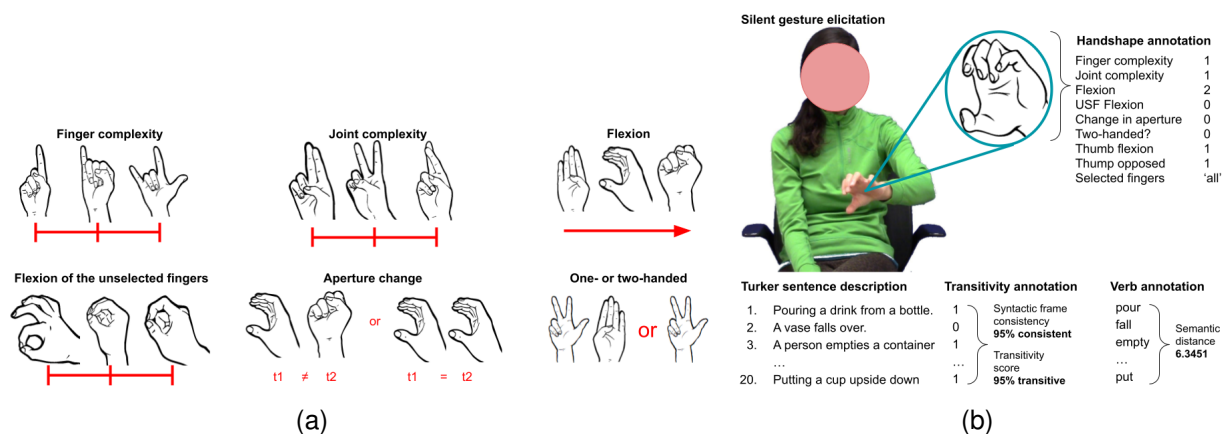 Finger complexity
Joint complexity
Flexion
Flexion of the unselected fingers
Aperture change
One- or two-handed
or
or
t1 ≠ t2
t1 = t2
(a)
Silent gesture elicitation
Handshape annotation
Finger complexity 1
Joint complexity 1
Flexion 2
USF Flexion 0
Change in aperture 0
Two-handed? 0
Thumb flexion 1
Thump opposed 1
Selected fingers ‘all’
Turker sentence description
1. Pouring a drink from a bottle.
2. A vase falls over.
3. A person empties a container
…
20. Putting a cup upside down
Transitivity annotation
1
0
1
…
1
Syntactic frame
consistency
95% consistent
Transitivity
score
95% transitive
Verb annotation
pour
fall
empty
…
put
Semantic
distance
6.3451
(b)